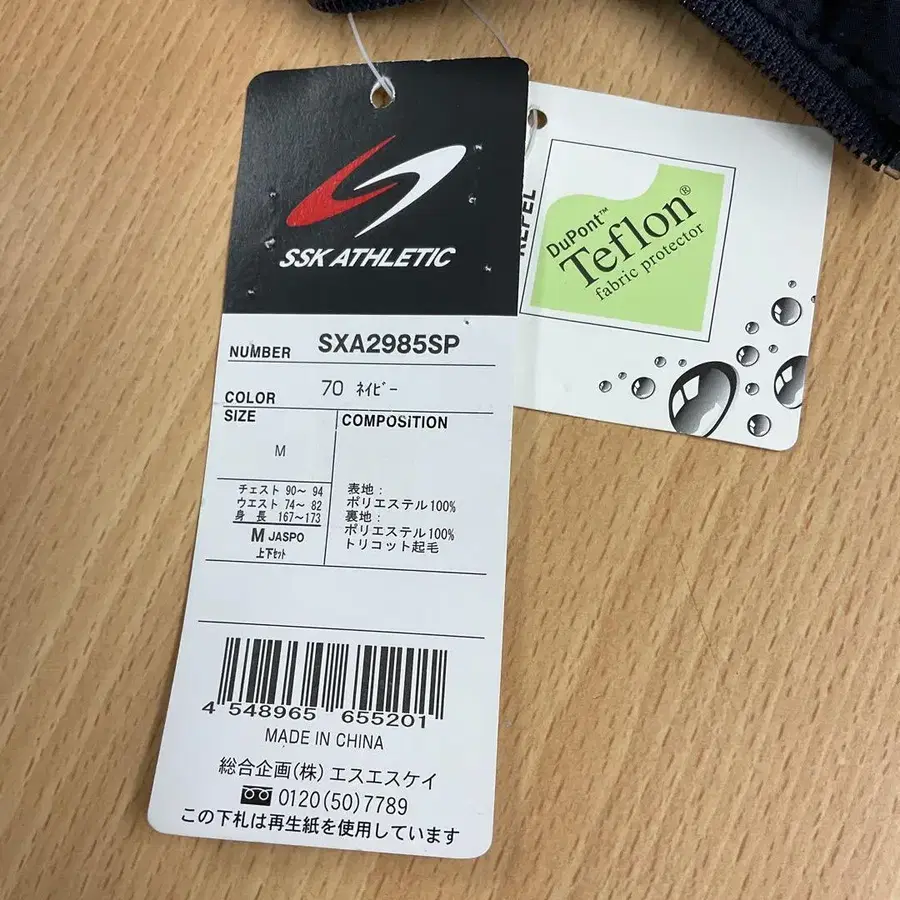 SSK ATHLETIC
NUMBER SXA2985SP
COLOR 70 ネイビー
SIZE
M
チェスト 90〜 94
ウエスト 74〜 82
身 長 167〜173
M JASPO
上下セット
COMPOSITION
表地：
ポリエステル100%
裏地：
ポリエステル100%
トリコット起毛
4 548965 655201
MADE IN CHINA
総合企画(株) エスエスケイ
0120(50)7789
この下札は再生紙を使用しています
DuPont™
Teflon®
fabric protector